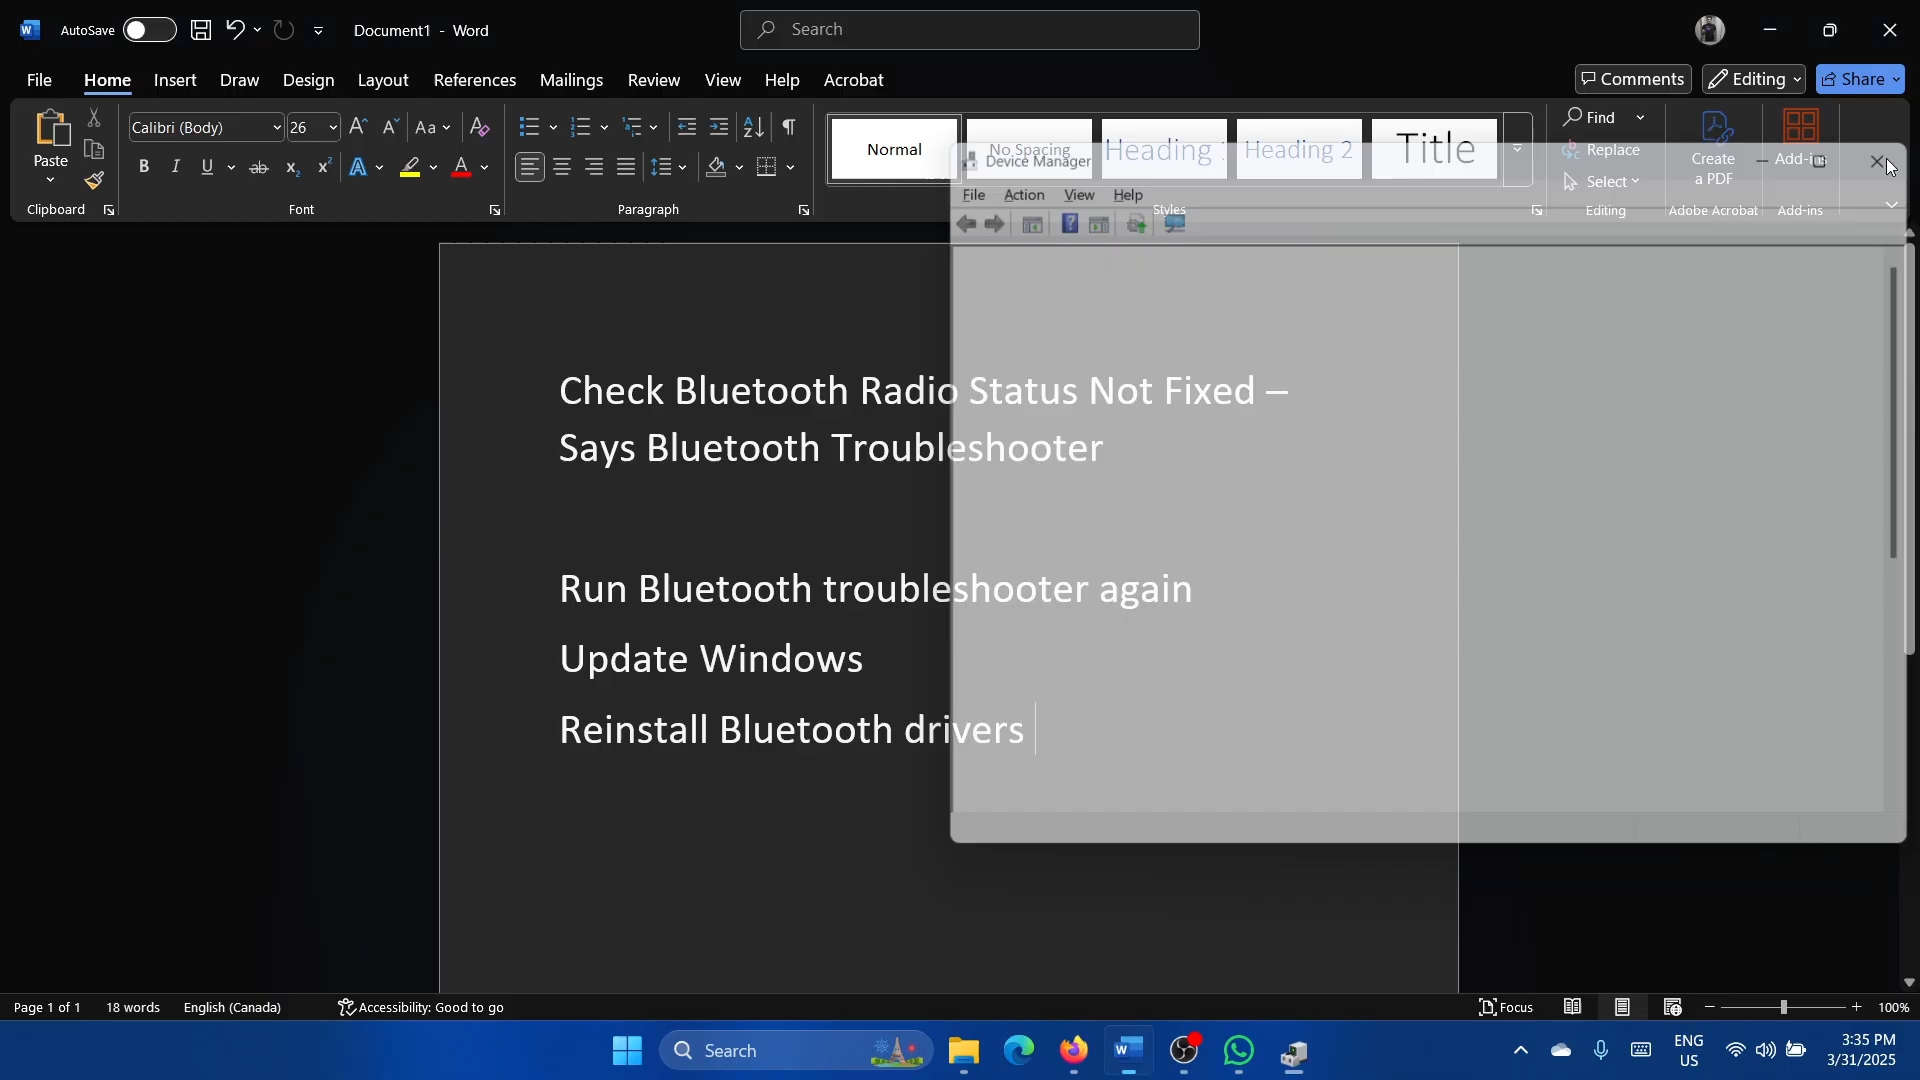 AutoSave
Document1 - Word
Search
File Home Insert Draw Design Layout References Mailings Review View Help Acrobat
Comments Editing Share
Paste
Clipboard
Calibri (Body) 26
Font
Paragraph
Normal
No Spacing
Heading
Heading 2
Title
Styles
Find
Replace
Select
Editing
Create a PDF
Adobe Acrobat
Add-ins
Add-ins
Device Manager
File Action View Help
Check Bluetooth Radio Status Not Fixed –
Says Bluetooth Troubleshooter
Run Bluetooth troubleshooter again
Update Windows
Reinstall Bluetooth drivers
Page 1 of 1 18 words English (Canada) Accessibility: Good to go
Focus 100%
Search
ENG
US
3:35 PM
3/31/2025